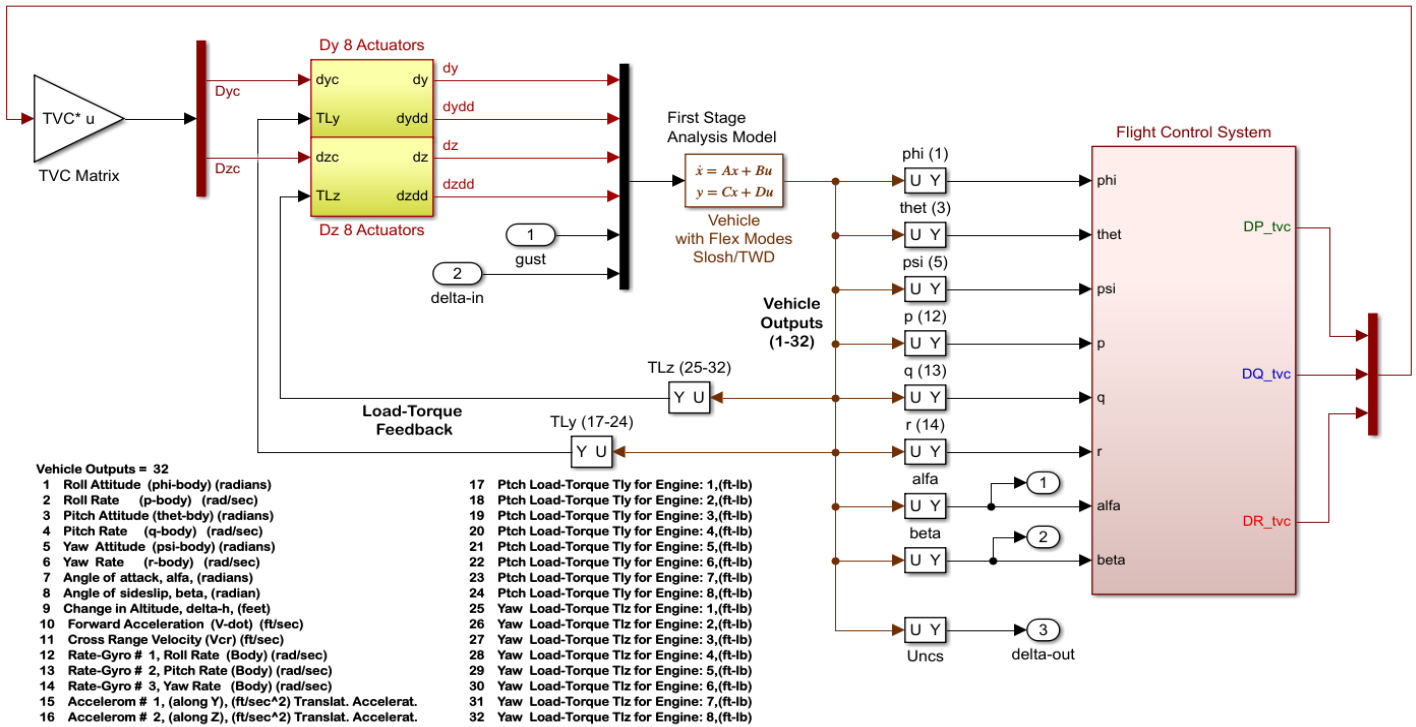 Dy 8 Actuators
TVC* u
TVC Matrix
Dyc
Dzc
dyc
dy
TLy
dydd
dzc
dz
TLz
dzdd
Dz 8 Actuators
dy
dydd
dz
dzdd
1
gust
2
delta-in
First Stage
Analysis Model
ẋ = Ax + Bu
y = Cx + Du
Vehicle
with Flex Modes
Slosh/TWD
Vehicle
Outputs
(1-32)
phi (1)
U Y
thet (3)
U Y
psi (5)
U Y
p (12)
U Y
q (13)
U Y
r (14)
U Y
alfa
U Y
beta
U Y
U Y
Uncs
1
2
3
delta-out
Flight Control System
phi
thet
psi
p
q
r
alfa
beta
DP_tvc
DQ_tvc
DR_tvc
TLz (25-32)
Y U
TLy (17-24)
Y U
Load-Torque
Feedback
Vehicle Outputs = 32
1 Roll Attitude (phi-body) (radians)
2 Roll Rate (p-body) (rad/sec)
3 Pitch Attitude (thet-bdy) (radians)
4 Pitch Rate (q-body) (rad/sec)
5 Yaw Attitude (psi-body) (radians)
6 Yaw Rate (r-body) (rad/sec)
7 Angle of attack, alfa, (radians)
8 Angle of sideslip, beta, (radian)
9 Change in Altitude, delta-h, (feet)
10 Forward Acceleration (V-dot) (ft/sec)
11 Cross Range Velocity (Vcr) (ft/sec)
12 Rate-Gyro # 1, Roll Rate (Body) (rad/sec)
13 Rate-Gyro # 2, Pitch Rate (Body) (rad/sec)
14 Rate-Gyro # 3, Yaw Rate (Body) (rad/sec)
15 Accelerom # 1, (along Y), (ft/sec^2) Translat. Accelerat.
16 Accelerom # 2, (along Z), (ft/sec^2) Translat. Accelerat.
17 Ptch Load-Torque Tly for Engine: 1,(ft-lb)
18 Ptch Load-Torque Tly for Engine: 2,(ft-lb)
19 Ptch Load-Torque Tly for Engine: 3,(ft-lb)
20 Ptch Load-Torque Tly for Engine: 4,(ft-lb)
21 Ptch Load-Torque Tly for Engine: 5,(ft-lb)
22 Ptch Load-Torque Tly for Engine: 6,(ft-lb)
23 Ptch Load-Torque Tly for Engine: 7,(ft-lb)
24 Ptch Load-Torque Tly for Engine: 8,(ft-lb)
25 Yaw Load-Torque Tlz for Engine: 1,(ft-lb)
26 Yaw Load-Torque Tlz for Engine: 2,(ft-lb)
27 Yaw Load-Torque Tlz for Engine: 3,(ft-lb)
28 Yaw Load-Torque Tlz for Engine: 4,(ft-lb)
29 Yaw Load-Torque Tlz for Engine: 5,(ft-lb)
30 Yaw Load-Torque Tlz for Engine: 6,(ft-lb)
31 Yaw Load-Torque Tlz for Engine: 7,(ft-lb)
32 Yaw Load-Torque Tlz for Engine: 8,(ft-lb)